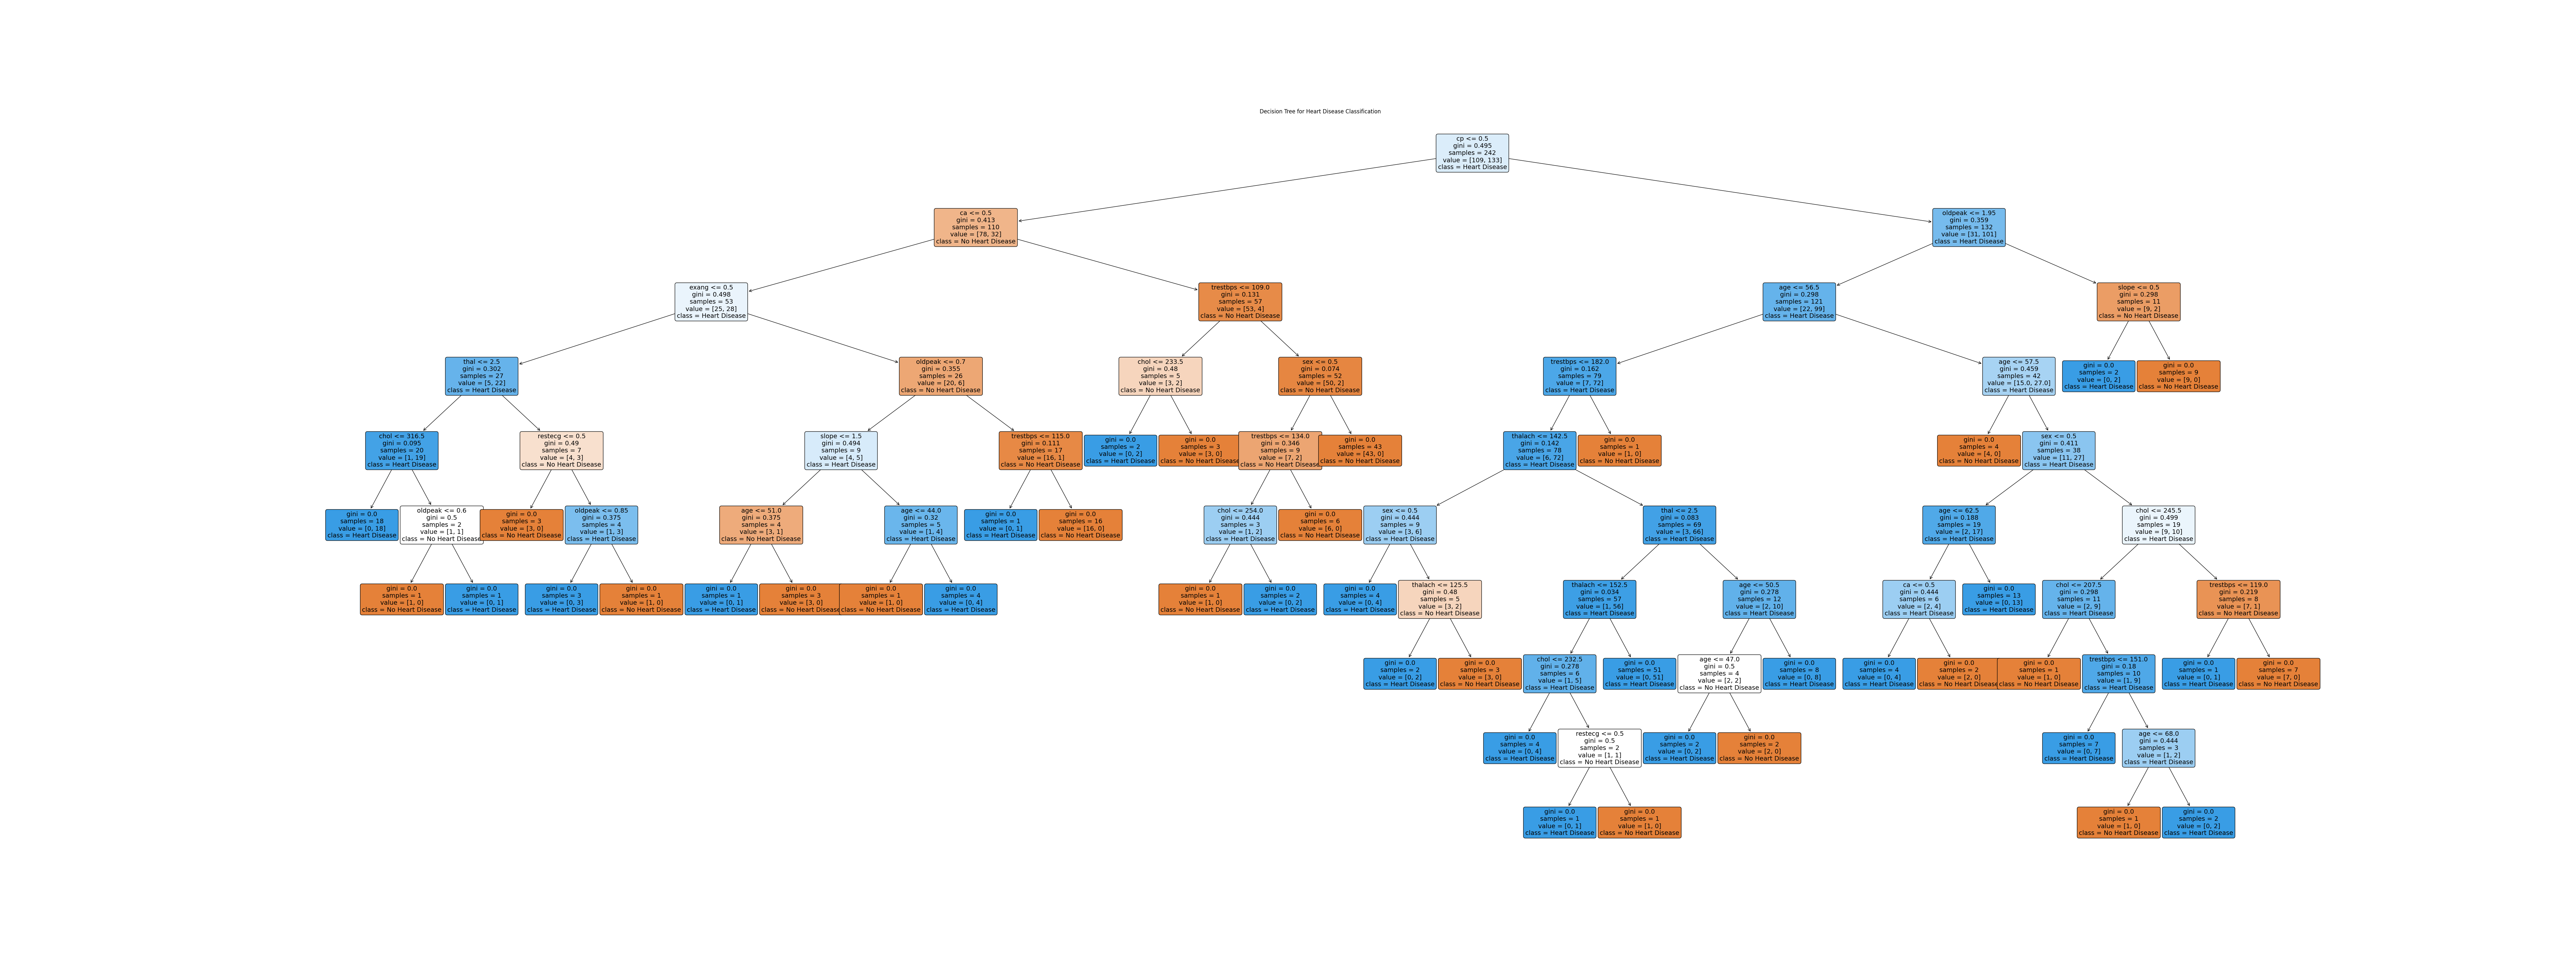 Decision Tree for Heart Disease Classification
cp <= 0.5
gini = 0.495
samples = 242
value = [109, 133]
class = Heart Disease
ca <= 0.5
gini = 0.413
samples = 110
value = [78, 32]
class = No Heart Disease
oldpeak <= 1.95
gini = 0.359
samples = 132
value = [31, 101]
class = Heart Disease
exang <= 0.5
gini = 0.498
samples = 53
value = [25, 28]
class = Heart Disease
trestbps <= 109.0
gini = 0.131
samples = 57
value = [53, 4]
class = No Heart Disease
age <= 56.5
gini = 0.298
samples = 121
value = [22, 99]
class = Heart Disease
slope <= 0.5
gini = 0.298
samples = 11
value = [9, 2]
class = No Heart Disease
thal <= 2.5
gini = 0.302
samples = 27
value = [5, 22]
class = Heart Disease
oldpeak <= 0.7
gini = 0.355
samples = 26
value = [20, 6]
class = No Heart Disease
chol <= 233.5
gini = 0.48
samples = 5
value = [3, 2]
class = No Heart Disease
sex <= 0.5
gini = 0.074
samples = 52
value = [50, 2]
class = No Heart Disease
trestbps <= 182.0
gini = 0.162
samples = 79
value = [7, 72]
class = Heart Disease
age <= 57.5
gini = 0.459
samples = 42
value = [15.0, 27.0]
class = Heart Disease
gini = 0.0
samples = 2
value = [0, 2]
class = Heart Disease
gini = 0.0
samples = 9
value = [9, 0]
class = No Heart Disease
chol <= 316.5
gini = 0.095
samples = 20
value = [1, 19]
class = Heart Disease
restecg <= 0.5
gini = 0.49
samples = 7
value = [4, 3]
class = No Heart Disease
slope <= 1.5
gini = 0.494
samples = 9
value = [4, 5]
class = Heart Disease
trestbps <= 115.0
gini = 0.111
samples = 17
value = [16, 1]
class = No Heart Disease
gini = 0.0
samples = 2
value = [0, 2]
class = Heart Disease
gini = 0.0
samples = 3
value = [3, 0]
class = No Heart Disease
trestbps <= 134.0
gini = 0.346
samples = 9
value = [7, 2]
class = No Heart Disease
gini = 0.0
samples = 43
value = [43, 0]
class = No Heart Disease
thalach <= 142.5
gini = 0.142
samples = 78
value = [6, 72]
class = Heart Disease
gini = 0.0
samples = 1
value = [1, 0]
class = No Heart Disease
gini = 0.0
samples = 4
value = [4, 0]
class = No Heart Disease
sex <= 0.5
gini = 0.411
samples = 38
value = [11, 27]
class = Heart Disease
gini = 0.0
samples = 18
value = [0, 18]
class = Heart Disease
oldpeak <= 0.6
gini = 0.5
samples = 2
value = [1, 1]
class = No Heart Disease
gini = 0.0
samples = 3
value = [3, 0]
class = No Heart Disease
oldpeak <= 0.85
gini = 0.375
samples = 4
value = [1, 3]
class = Heart Disease
age <= 51.0
gini = 0.375
samples = 4
value = [3, 1]
class = No Heart Disease
age <= 44.0
gini = 0.32
samples = 5
value = [1, 4]
class = Heart Disease
gini = 0.0
samples = 1
value = [0, 1]
class = Heart Disease
gini = 0.0
samples = 16
value = [16, 0]
class = No Heart Disease
chol <= 254.0
gini = 0.444
samples = 3
value = [1, 2]
class = Heart Disease
gini = 0.0
samples = 6
value = [6, 0]
class = No Heart Disease
sex <= 0.5
gini = 0.444
samples = 9
value = [3, 6]
class = Heart Disease
thal <= 2.5
gini = 0.083
samples = 69
value = [3, 66]
class = Heart Disease
age <= 62.5
gini = 0.188
samples = 19
value = [2, 17]
class = Heart Disease
chol <= 245.5
gini = 0.499
samples = 19
value = [9, 10]
class = Heart Disease
gini = 0.0
samples = 1
value = [1, 0]
class = No Heart Disease
gini = 0.0
samples = 1
value = [0, 1]
class = Heart Disease
gini = 0.0
samples = 3
value = [0, 3]
class = Heart Disease
gini = 0.0
samples = 1
value = [1, 0]
class = No Heart Disease
gini = 0.0
samples = 1
value = [0, 1]
class = Heart Disease
gini = 0.0
samples = 3
value = [3, 0]
class = No Heart Disease
gini = 0.0
samples = 1
value = [1, 0]
class = No Heart Disease
gini = 0.0
samples = 4
value = [0, 4]
class = Heart Disease
gini = 0.0
samples = 1
value = [1, 0]
class = No Heart Disease
gini = 0.0
samples = 2
value = [0, 2]
class = Heart Disease
gini = 0.0
samples = 4
value = [0, 4]
class = Heart Disease
thalach <= 125.5
gini = 0.48
samples = 5
value = [3, 2]
class = No Heart Disease
thalach <= 152.5
gini = 0.034
samples = 57
value = [1, 56]
class = Heart Disease
age <= 50.5
gini = 0.278
samples = 12
value = [2, 10]
class = Heart Disease
ca <= 0.5
gini = 0.444
samples = 6
value = [2, 4]
class = Heart Disease
gini = 0.0
samples = 13
value = [0, 13]
class = Heart Disease
chol <= 207.5
gini = 0.298
samples = 11
value = [2, 9]
class = Heart Disease
trestbps <= 119.0
gini = 0.219
samples = 8
value = [7, 1]
class = No Heart Disease
gini = 0.0
samples = 2
value = [0, 2]
class = Heart Disease
gini = 0.0
samples = 3
value = [3, 0]
class = No Heart Disease
chol <= 232.5
gini = 0.278
samples = 6
value = [1, 5]
class = Heart Disease
gini = 0.0
samples = 51
value = [0, 51]
class = Heart Disease
age <= 47.0
gini = 0.5
samples = 4
value = [2, 2]
class = No Heart Disease
gini = 0.0
samples = 8
value = [0, 8]
class = Heart Disease
gini = 0.0
samples = 4
value = [0, 4]
class = Heart Disease
gini = 0.0
samples = 2
value = [2, 0]
class = No Heart Disease
gini = 0.0
samples = 1
value = [1, 0]
class = No Heart Disease
trestbps <= 151.0
gini = 0.18
samples = 10
value = [1, 9]
class = Heart Disease
gini = 0.0
samples = 1
value = [0, 1]
class = Heart Disease
gini = 0.0
samples = 7
value = [7, 0]
class = No Heart Disease
gini = 0.0
samples = 4
value = [0, 4]
class = Heart Disease
restecg <= 0.5
gini = 0.5
samples = 2
value = [1, 1]
class = No Heart Disease
gini = 0.0
samples = 2
value = [0, 2]
class = Heart Disease
gini = 0.0
samples = 2
value = [2, 0]
class = No Heart Disease
gini = 0.0
samples = 7
value = [0, 7]
class = Heart Disease
age <= 68.0
gini = 0.444
samples = 3
value = [1, 2]
class = Heart Disease
gini = 0.0
samples = 1
value = [0, 1]
class = Heart Disease
gini = 0.0
samples = 1
value = [1, 0]
class = No Heart Disease
gini = 0.0
samples = 1
value = [1, 0]
class = No Heart Disease
gini = 0.0
samples = 2
value = [0, 2]
class = Heart Disease